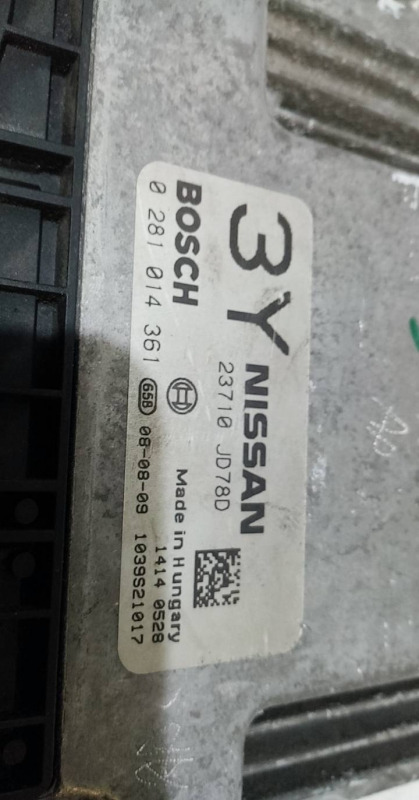 3Y
NISSAN
23710 JD78D
BOSCH
0 281 014 361
Made in Hungary
1414 0528
658 08-08-09 1039S21017